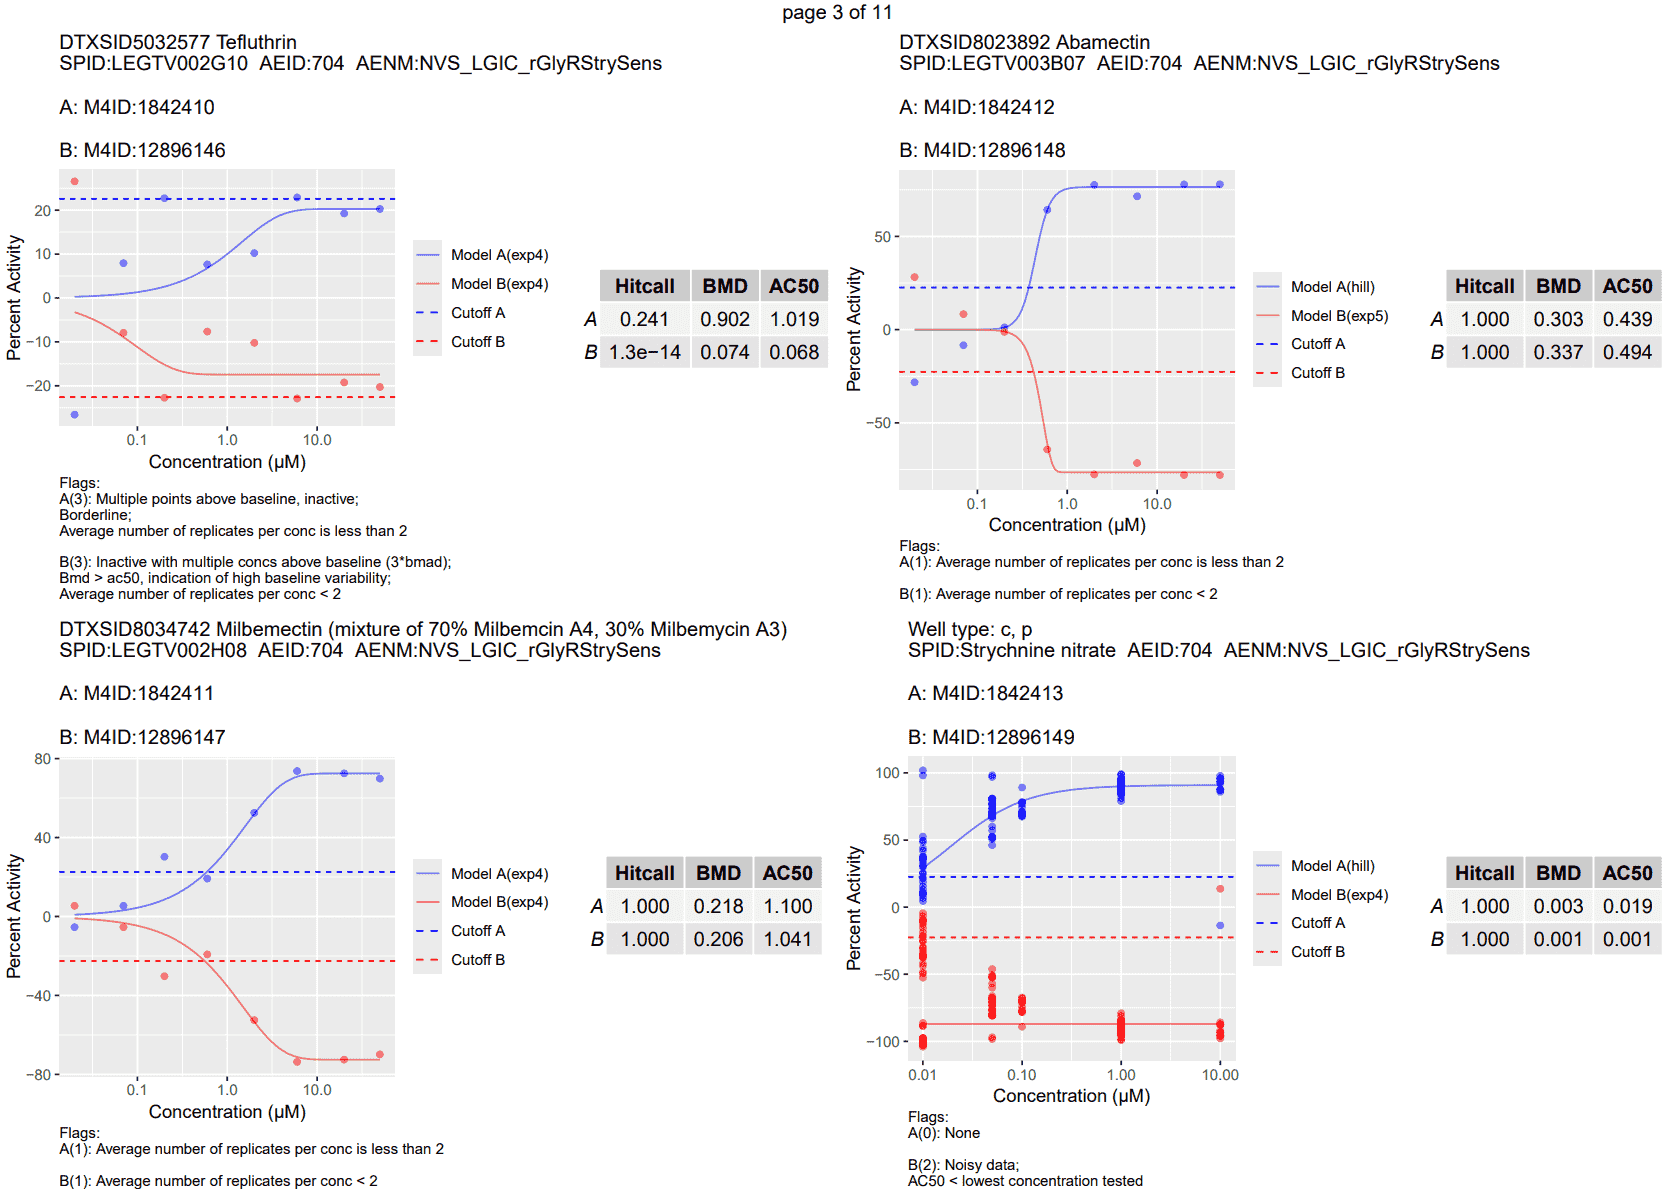 page 3 of 11
DTXSID5032577 Tefluthrin
SPID:LEGTV002G10 AEID:704 AENM:NVS_LGIC_rGlyRStrySens
A: M4ID:1842410
B: M4ID:12896146
Percent Activity
20
10
0
−10
−20
0.1 1.0 10.0
Concentration (µM)
Model A(exp4)
Model B(exp4)
Cutoff A
Cutoff B
Hitcall BMD AC50
A 0.241 0.902 1.019
B 1.3e−14 0.074 0.068
Flags:
A(3): Multiple points above baseline, inactive;
Borderline;
Average number of replicates per conc is less than 2
B(3): Inactive with multiple concs above baseline (3*bmad);
Bmd > ac50, indication of high baseline variability;
Average number of replicates per conc < 2
DTXSID8023892 Abamectin
SPID:LEGTV003B07 AEID:704 AENM:NVS_LGIC_rGlyRStrySens
A: M4ID:1842412
B: M4ID:12896148
Percent Activity
50
0
−50
0.1 1.0 10.0
Concentration (µM)
Model A(hill)
Model B(exp5)
Cutoff A
Cutoff B
Hitcall BMD AC50
A 1.000 0.303 0.439
B 1.000 0.337 0.494
Flags:
A(1): Average number of replicates per conc is less than 2
B(1): Average number of replicates per conc < 2
DTXSID8034742 Milbemectin (mixture of 70% Milbemcin A4, 30% Milbemycin A3)
SPID:LEGTV002H08 AEID:704 AENM:NVS_LGIC_rGlyRStrySens
A: M4ID:1842411
B: M4ID:12896147
Percent Activity
80
40
0
−40
−80
0.1 1.0 10.0
Concentration (µM)
Model A(exp4)
Model B(exp4)
Cutoff A
Cutoff B
Hitcall BMD AC50
A 1.000 0.218 1.100
B 1.000 0.206 1.041
Flags:
A(1): Average number of replicates per conc is less than 2
B(1): Average number of replicates per conc < 2
Well type: c, p
SPID:Strychnine nitrate AEID:704 AENM:NVS_LGIC_rGlyRStrySens
A: M4ID:1842413
B: M4ID:12896149
Percent Activity
100
50
0
−50
−100
0.01 0.10 1.00 10.00
Concentration (µM)
Model A(hill)
Model B(exp4)
Cutoff A
Cutoff B
Hitcall BMD AC50
A 1.000 0.003 0.019
B 1.000 0.001 0.001
Flags:
A(0): None
B(2): Noisy data;
AC50 < lowest concentration tested